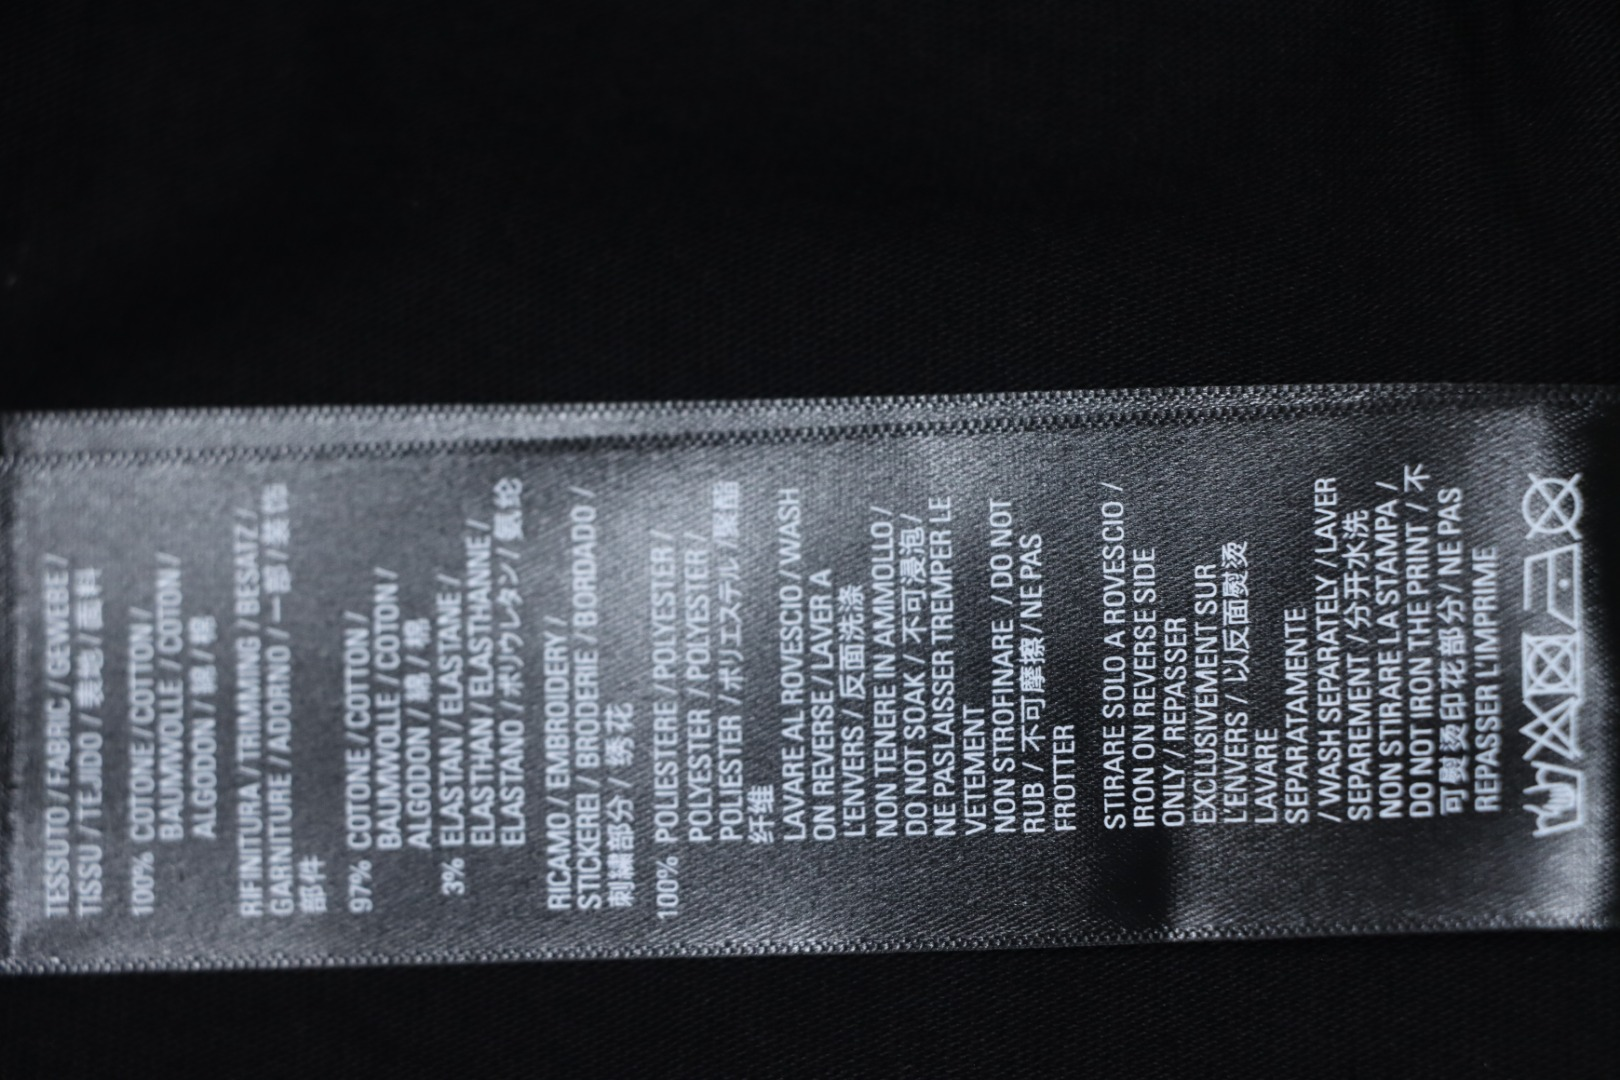 TESSUTO / FABRIC / GEWEBE /
TISSU / TEJIDO / 表地 / 面料
100% COTONE / COTTON /
BAUMWOLLE / COTON /
ALGODON / 綿 / 棉
RIFINITURA / TRIMMING / BESATZ /
GARNITURE / ADORNO / 一部 / 装饰
部件
97% COTONE / COTTON /
BAUMWOLLE / COTON /
ALGODON / 綿 / 棉
3% ELASTAN / ELASTANE /
ELASTHAN / ELASTHANNE /
ELASTANO / ポリウレタン / 氨纶
RICAMO / EMBROIDERY /
STICKEREI / BRODERIE / BORDADO /
刺繍部分 / 绣花
100% POLIESTERE / POLYESTER /
POLYESTER / POLYESTER /
POLIESTER / ポリエステル / 聚酯
纤维
LAVARE AL ROVESCIO / WASH
ON REVERSE / LAVER A
L'ENVERS / 反面洗涤
NON TENERE IN AMMOLLO /
DO NOT SOAK / 不可浸泡 /
NE PAS LAISSER TREMPER LE
VETEMENT
NON STROFINARE / DO NOT
RUB / 不可摩擦 / NE PAS
FROTTER
STIRARE SOLO A ROVESCIO /
IRON ON REVERSE SIDE
ONLY / REPASSER
EXCLUSIVEMENT SUR
L'ENVERS / 以反面熨烫
LAVARE
SEPARATAMENTE
/ WASH SEPARATELY / LAVER
SEPAREMENT / 分开水洗
NON STIRARE LA STAMPA /
DO NOT IRON THE PRINT / 不
可熨烫印花部分 / NE PAS
REPASSER L'IMPRIME